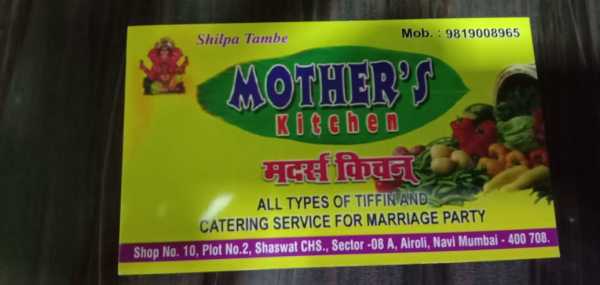 Shilpa Tambe
Mob. : 9819008965
MOTHER'S
Kitchen
मदर्स किचन्
ALL TYPES OF TIFFIN AND
CATERING SERVICE FOR MARRIAGE PARTY
Shop No. 10, Plot No.2, Shaswat CHS., Sector -08 A, Airoli, Navi Mumbai - 400 708.